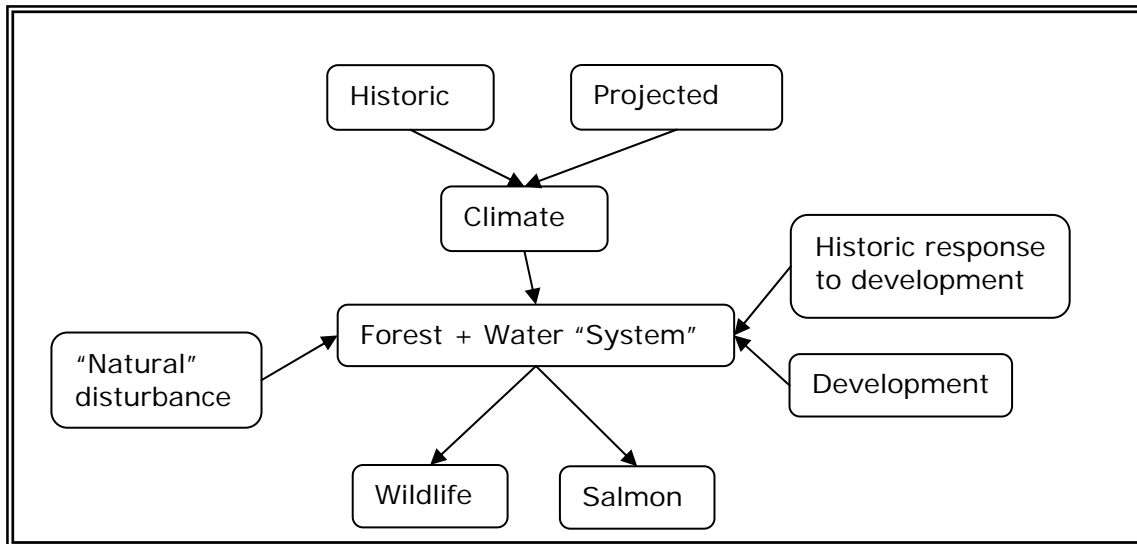 Historic
Projected
Climate
Historic response
to development
Forest + Water “System”
“Natural”
disturbance
Development
Wildlife
Salmon